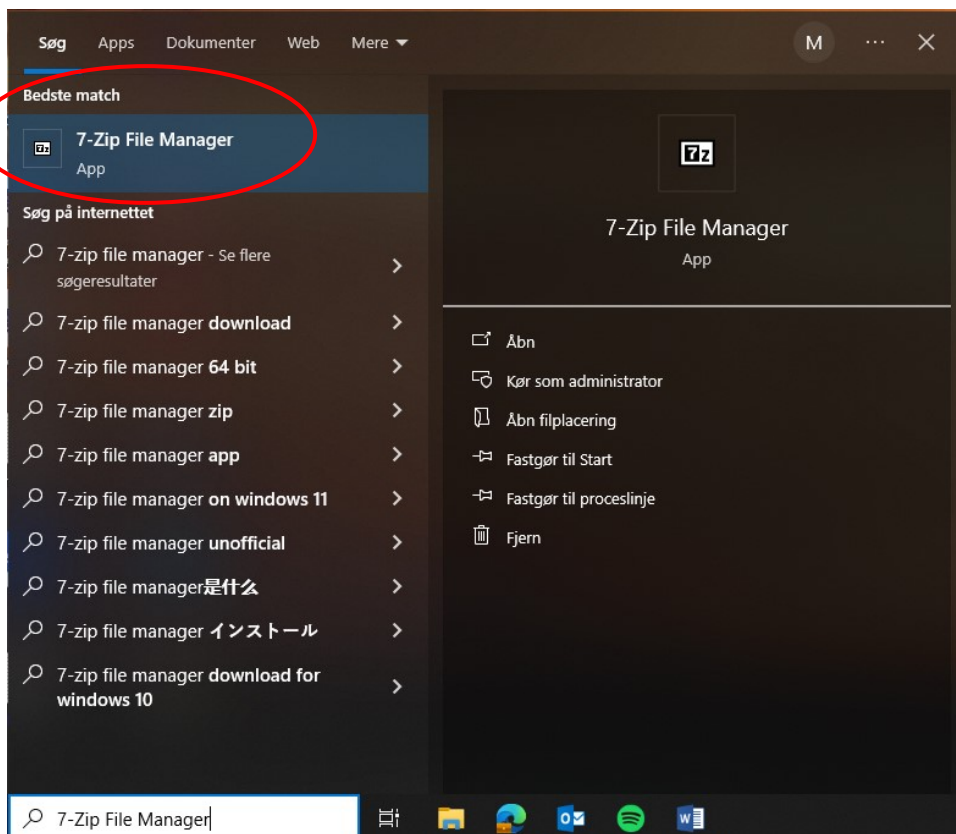 Søg Apps Dokumenter Web Mere M ...
Bedste match
7-Zip File Manager
App
Søg på internettet
7-zip file manager - Se flere
søgeresultater
7-zip file manager download
7-zip file manager 64 bit
7-zip file manager zip
7-zip file manager app
7-zip file manager on windows 11
7-zip file manager unofficial
7-zip file manager是什么
7-zip file manager インストール
7-zip file manager download for
windows 10
7z
7-Zip File Manager
App
Åbn
Kør som administrator
Åbn filplacering
Fastgør til Start
Fastgør til proceslinje
Fjern
7-Zip File Manager